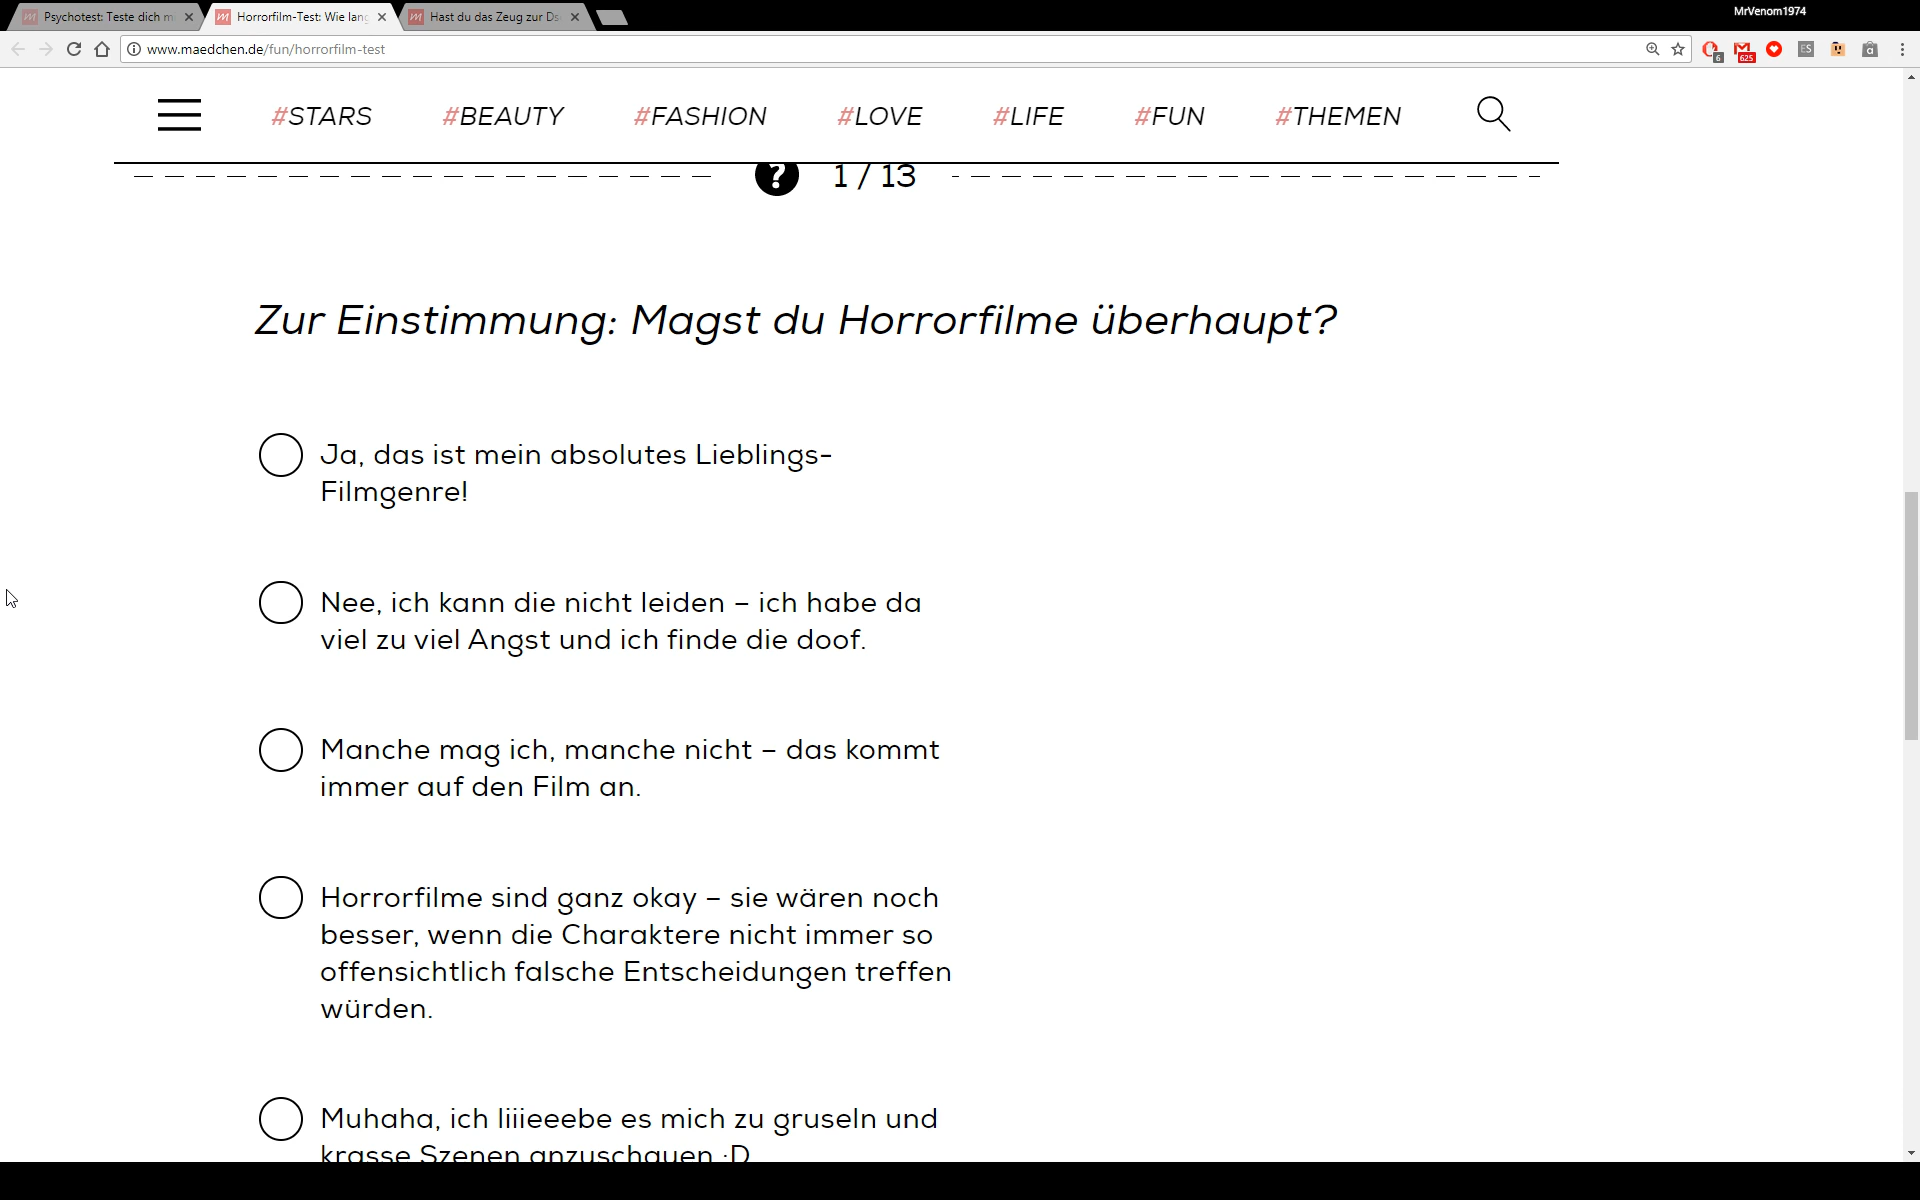 Psychotest: Teste dich mi
Horrorfilm-Test: Wie lang
Hast du das Zeug zur Ds
MrVenom1974
www.maedchen.de/fun/horrorfilm-test
6
625
ES
a
#STARS #BEAUTY #FASHION #LOVE #LIFE #FUN #THEMEN
? 1 / 13
Zur Einstimmung: Magst du Horrorfilme überhaupt?
Ja, das ist mein absolutes Lieblings-
Filmgenre!
Nee, ich kann die nicht leiden – ich habe da
viel zu viel Angst und ich finde die doof.
Manche mag ich, manche nicht – das kommt
immer auf den Film an.
Horrorfilme sind ganz okay – sie wären noch
besser, wenn die Charaktere nicht immer so
offensichtlich falsche Entscheidungen treffen
würden.
Muhaha, ich liiieeebe es mich zu gruseln und
krasse Szenen anzuschauen :D